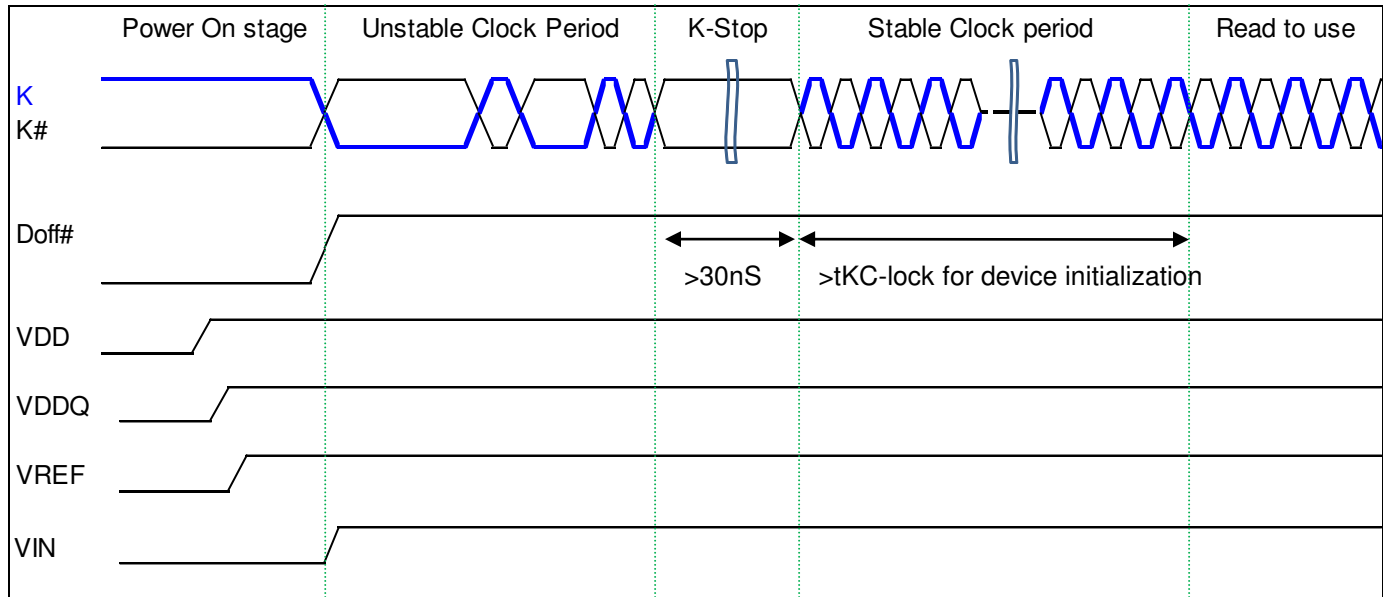 Power On stage Unstable Clock Period K-Stop Stable Clock period Read to use
K
K#
Doff#
>30nS >tKC-lock for device initialization
VDD
VDDQ
VREF
VIN